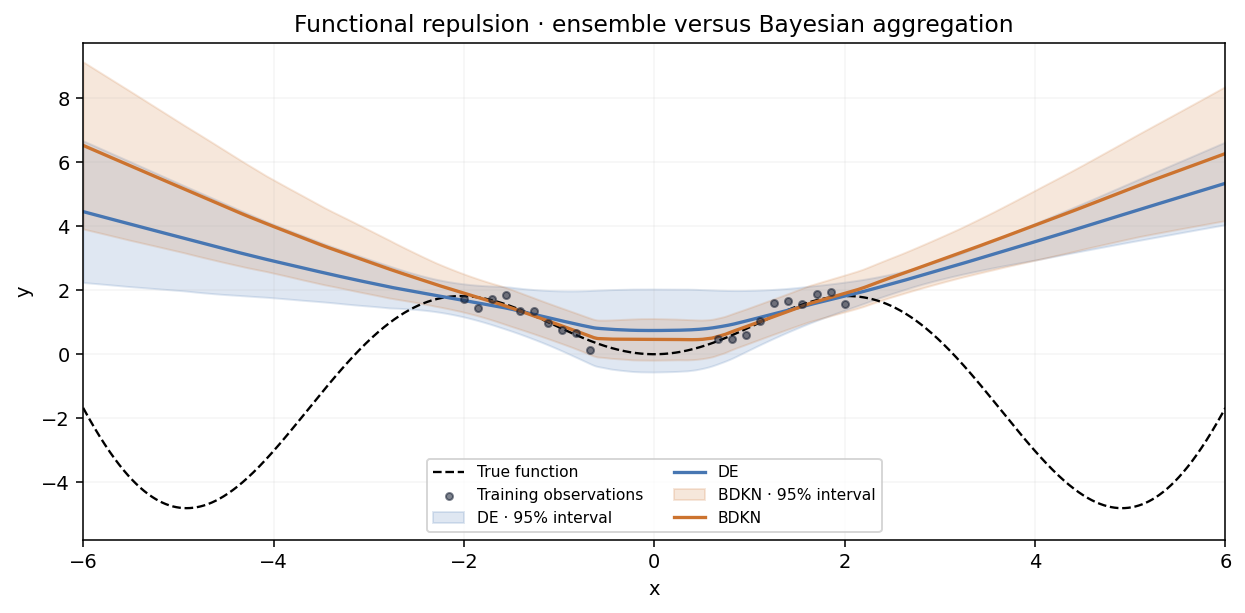 Functional repulsion · ensemble versus Bayesian aggregation
y
8
6
4
2
0
−2
−4
True function
Training observations
DE · 95% interval
DE
BDKN · 95% interval
BDKN
−6
−4
−2
0
2
4
6
x